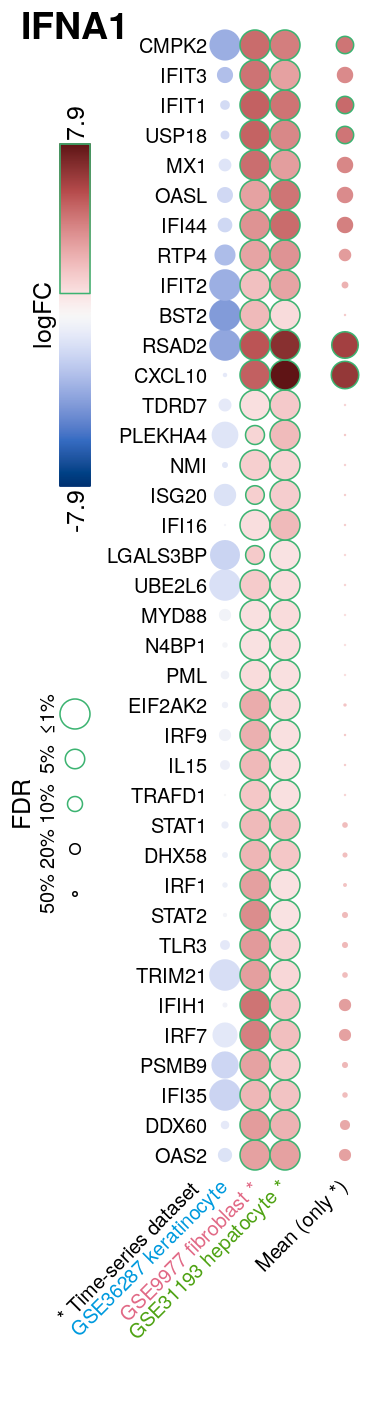 IFNA1
CMPK2
IFIT3
IFIT1
USP18
MX1
OASL
IFI44
RTP4
IFIT2
BST2
RSAD2
CXCL10
TDRD7
PLEKHA4
NMI
ISG20
IFI16
LGALS3BP
UBE2L6
MYD88
N4BP1
PML
EIF2AK2
IRF9
IL15
TRAFD1
STAT1
DHX58
IRF1
STAT2
TLR3
TRIM21
IFIH1
IRF7
PSMB9
IFI35
DDX60
OAS2
7.9
logFC
-7.9
FDR
50% 20% 10% 5% ≤1%
* Time-series dataset
GSE36287 keratinocyte
GSE9977 fibroblast *
GSE31193 hepatocyte *
Mean (only *)